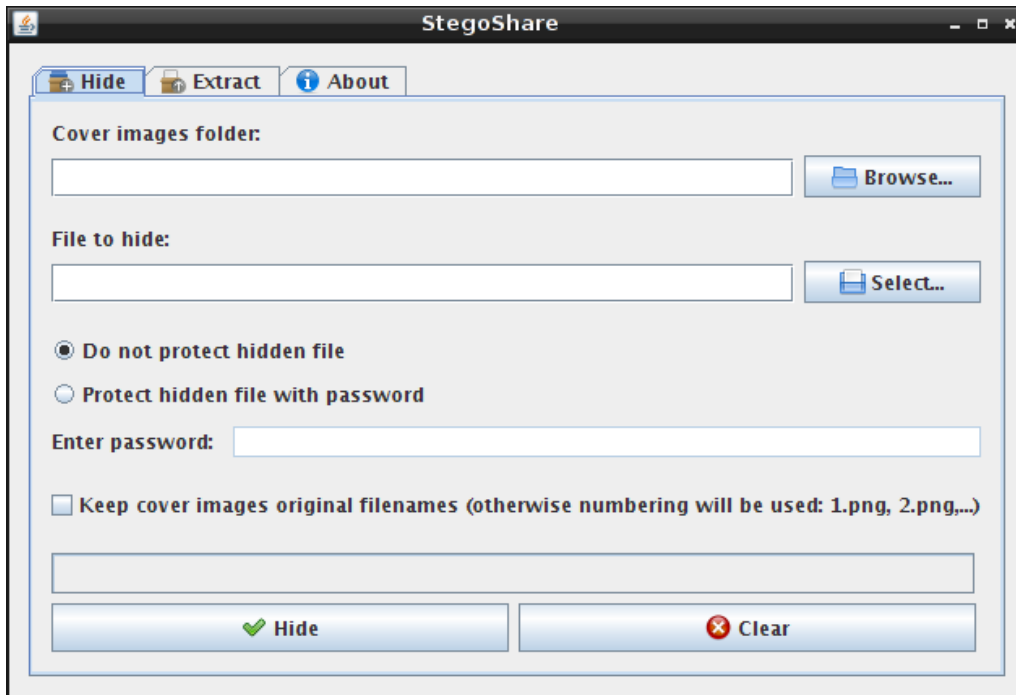 StegoShare
Hide Extract About
Cover images folder:
Browse...
File to hide:
Select...
Do not protect hidden file
Protect hidden file with password
Enter password:
Keep cover images original filenames (otherwise numbering will be used: 1.png, 2.png,...)
Hide Clear